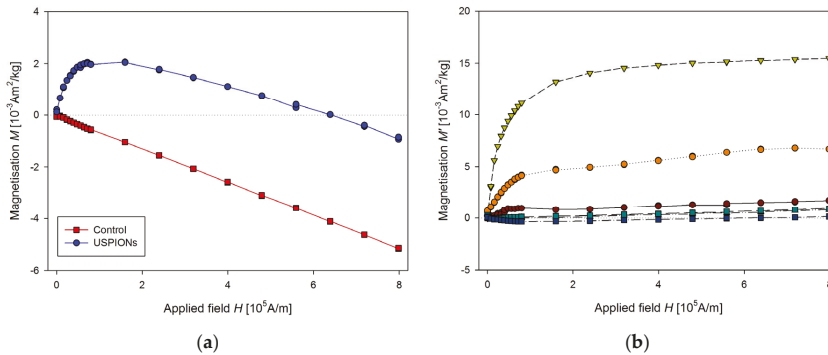 4
2
0
-2
-4
-6
Magnetisation M [10⁻³Am²/kg]
Control
USPIONs
0 2 4 6 8
Applied field H [10⁵A/m]
(a)
20
15
10
5
0
-5
Magnetisation M' [10⁻³Am²/kg]
0 2 4 6 8
Applied field H [10⁵A/m]
(b)